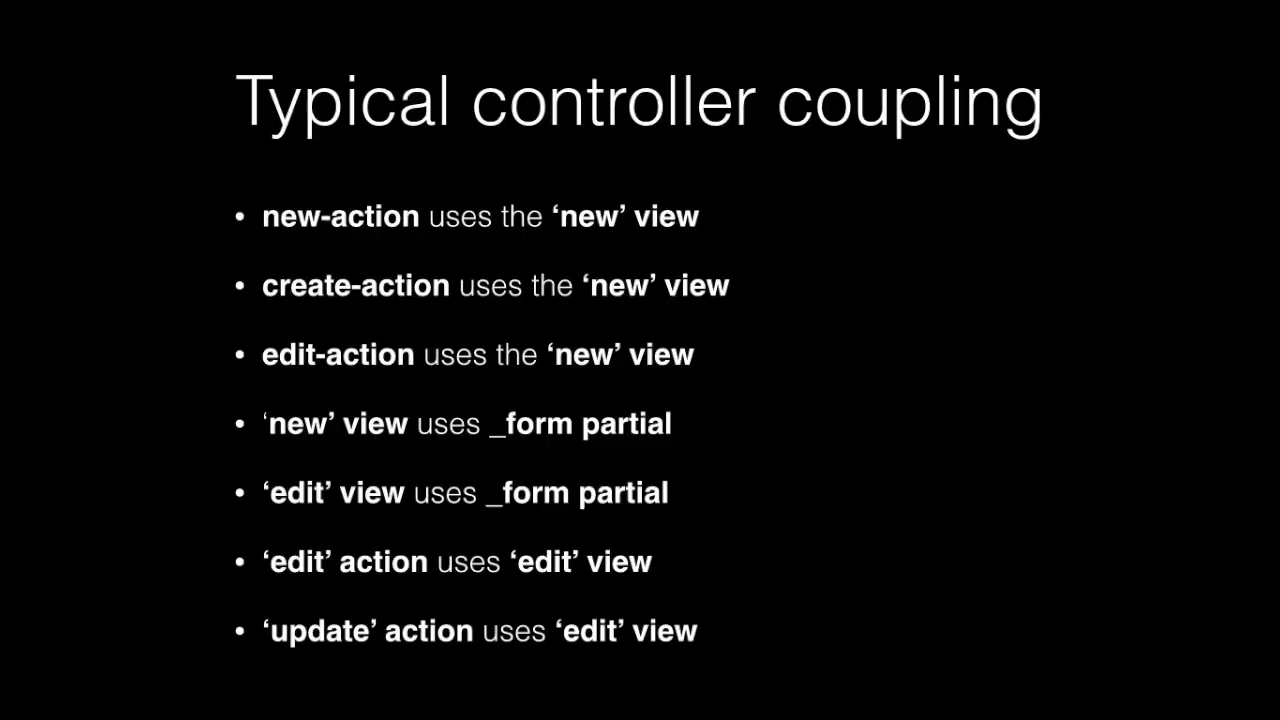 Typical controller coupling
• new-action uses the ‘new’ view
• create-action uses the ‘new’ view
• edit-action uses the ‘new’ view
• ‘new’ view uses _form partial
• ‘edit’ view uses _form partial
• ‘edit’ action uses ‘edit’ view
• ‘update’ action uses ‘edit’ view